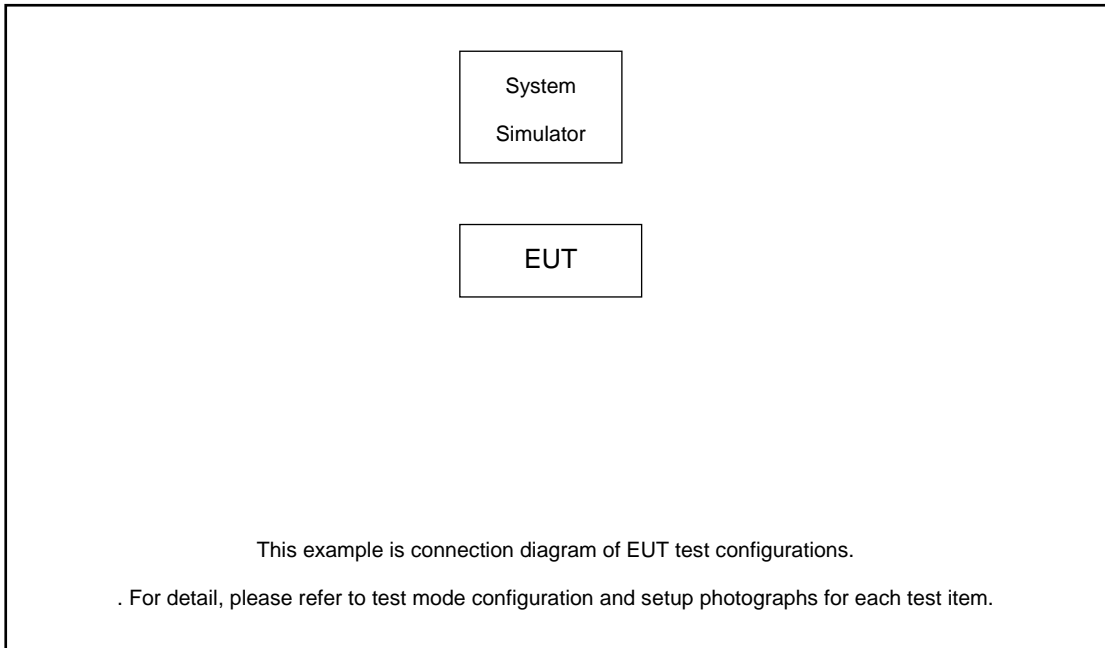 System
Simulator
EUT
This example is connection diagram of EUT test configurations.
. For detail, please refer to test mode configuration and setup photographs for each test item.